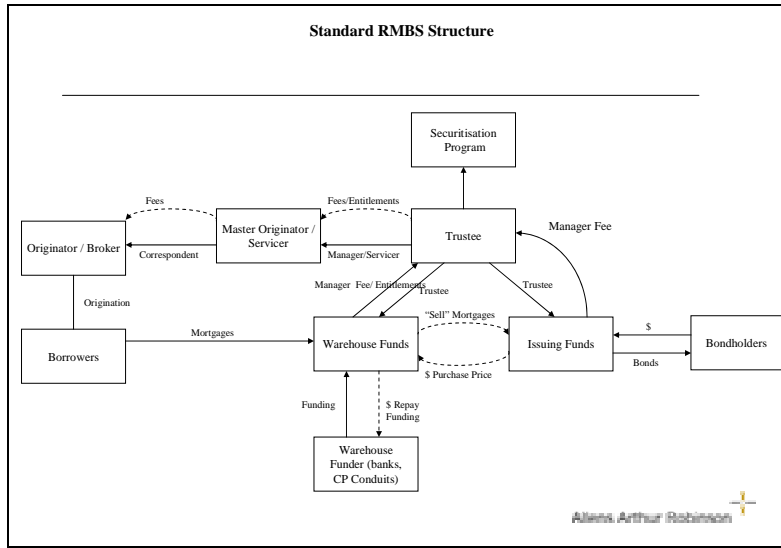 Standard RMBS Structure
Securitisation
Program
Fees
Fees/Entitlements
Originator / Broker
Master Originator /
Servicer
Trustee
Manager Fee
Correspondent
Manager/Servicer
Manager Fee/ Entitlements
Trustee
Trustee
Origination
"Sell" Mortgages
Borrowers
Mortgages
Warehouse Funds
Issuing Funds
$
Bondholders
Bonds
$ Purchase Price
Funding
$ Repay
Funding
Warehouse
Funder (banks,
CP Conduits)
Allens Arthur Robinson